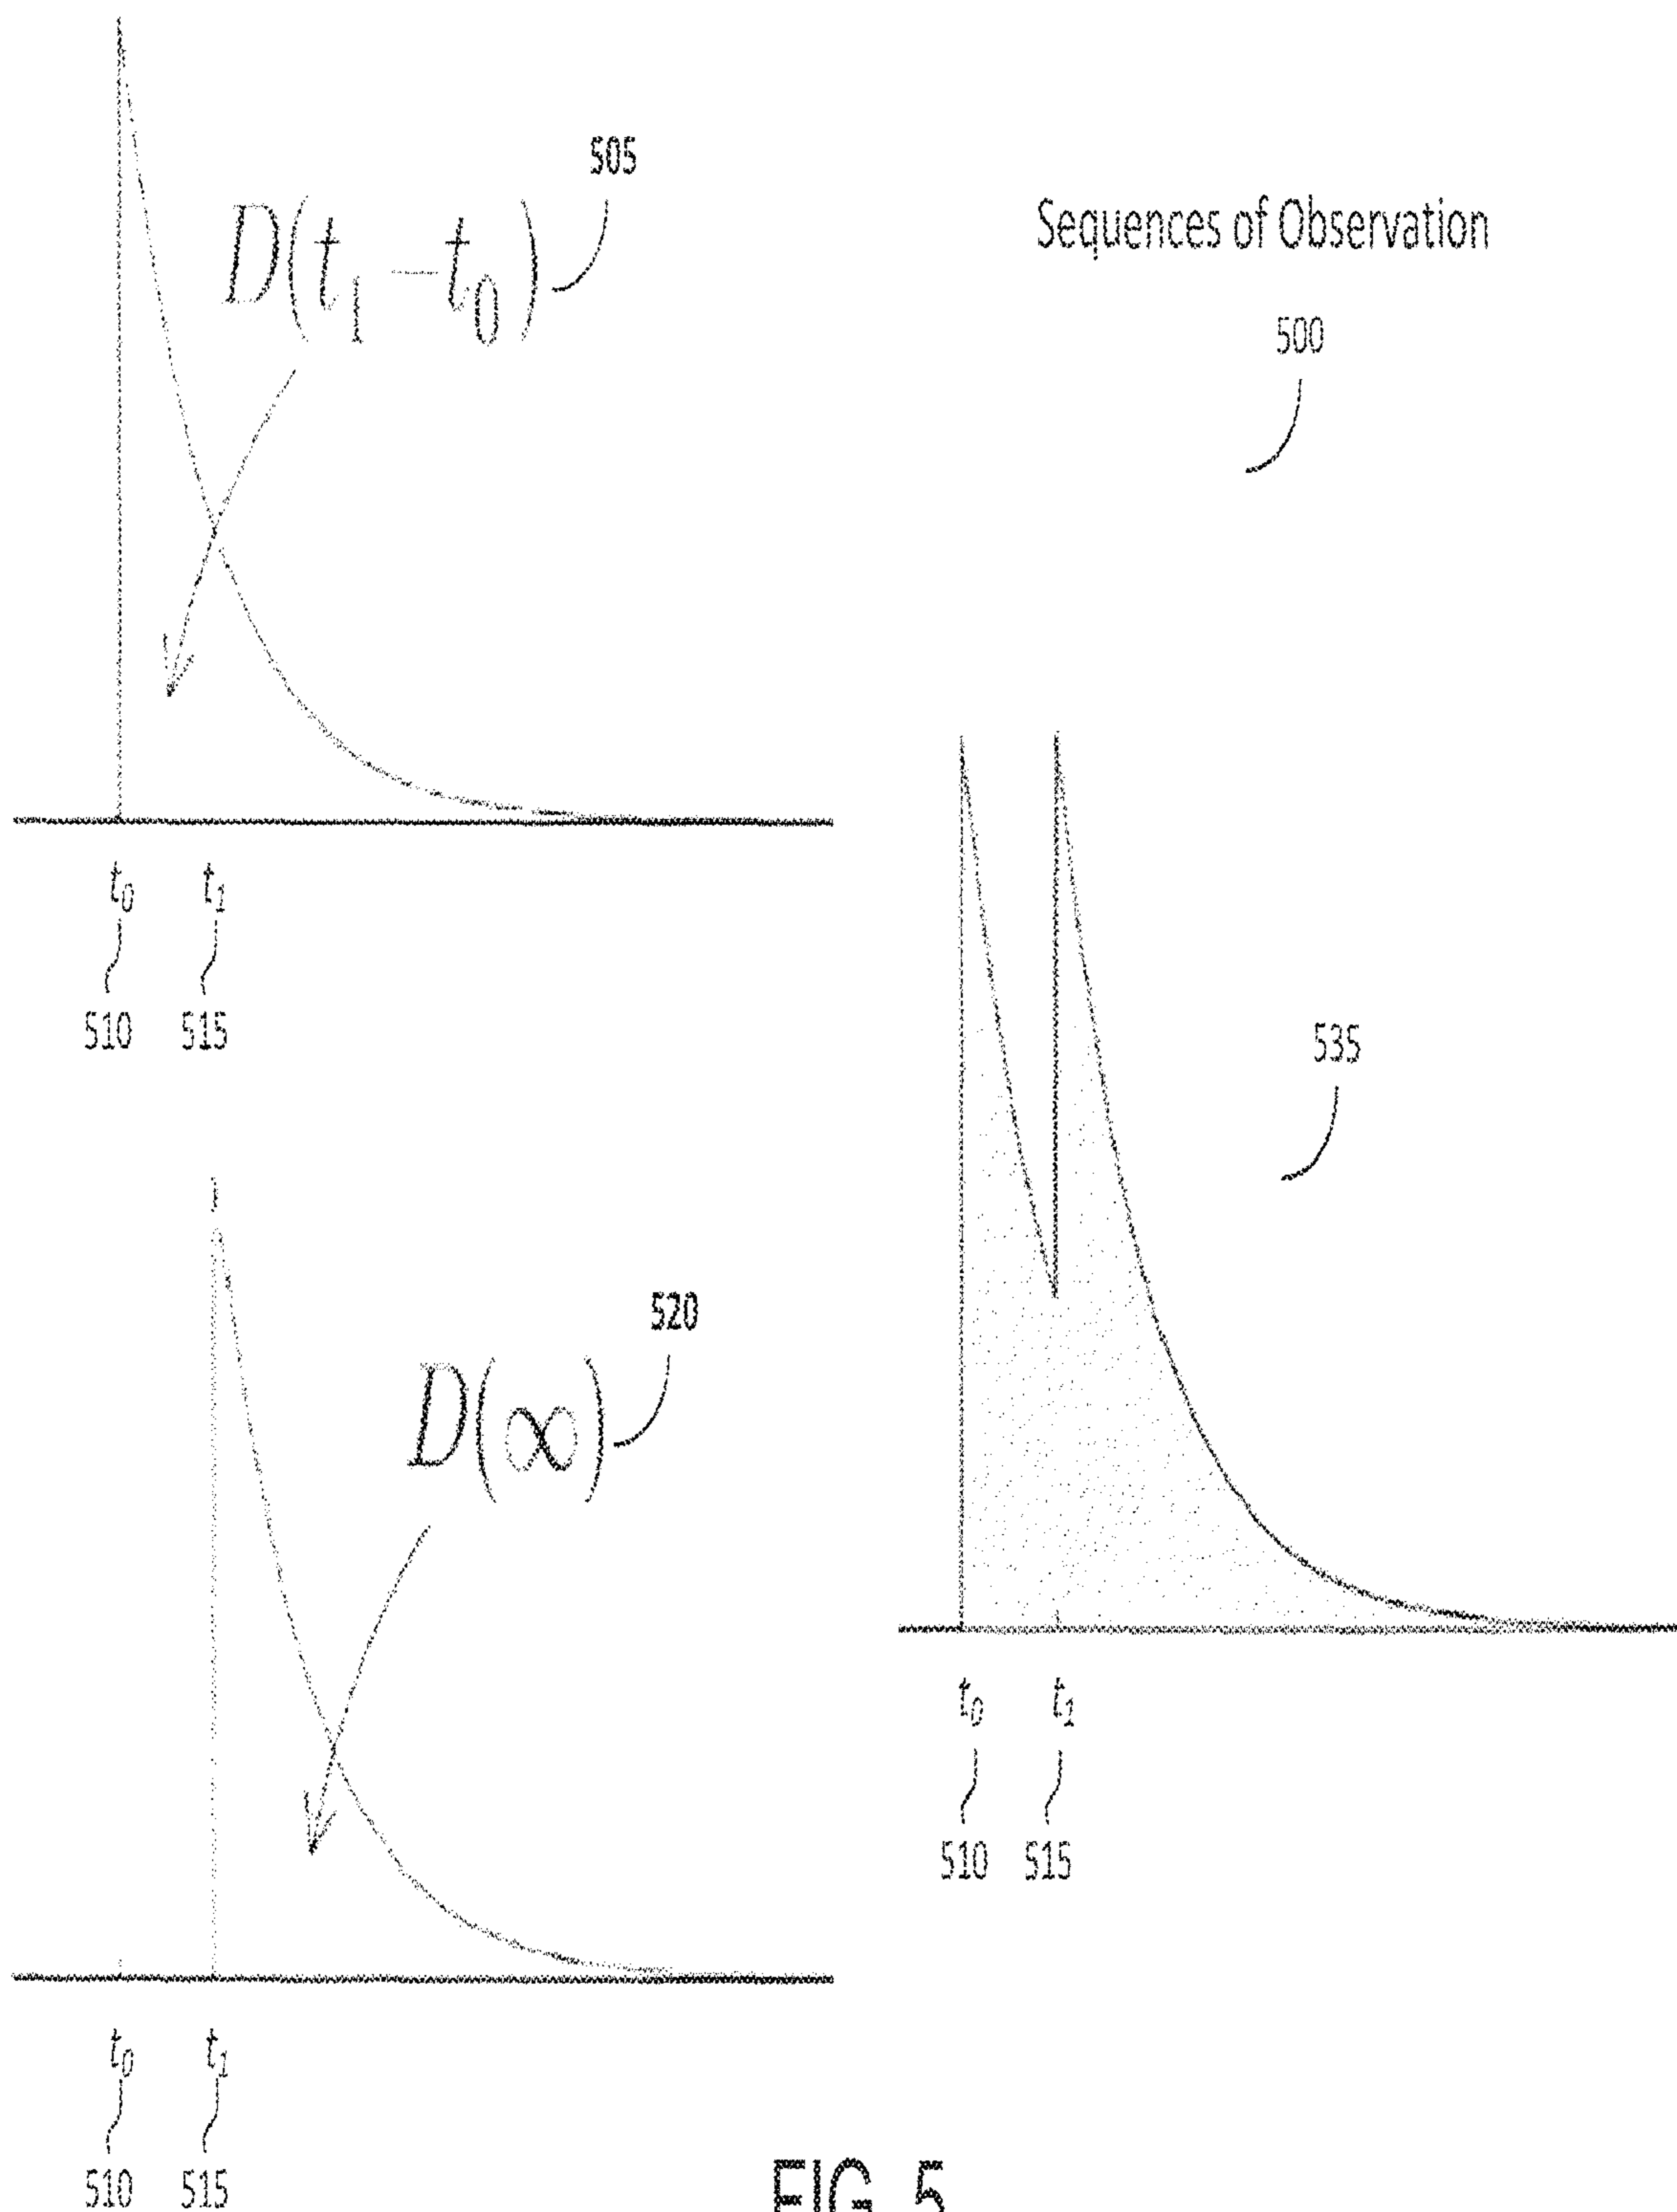 505
D(t₁ – t₀)
Sequences of Observation
500
t₀ t₁
510 515
535
520
D(∞)
t₀ t₁
510 515
t₀ t₁
510 515
FIG. 5